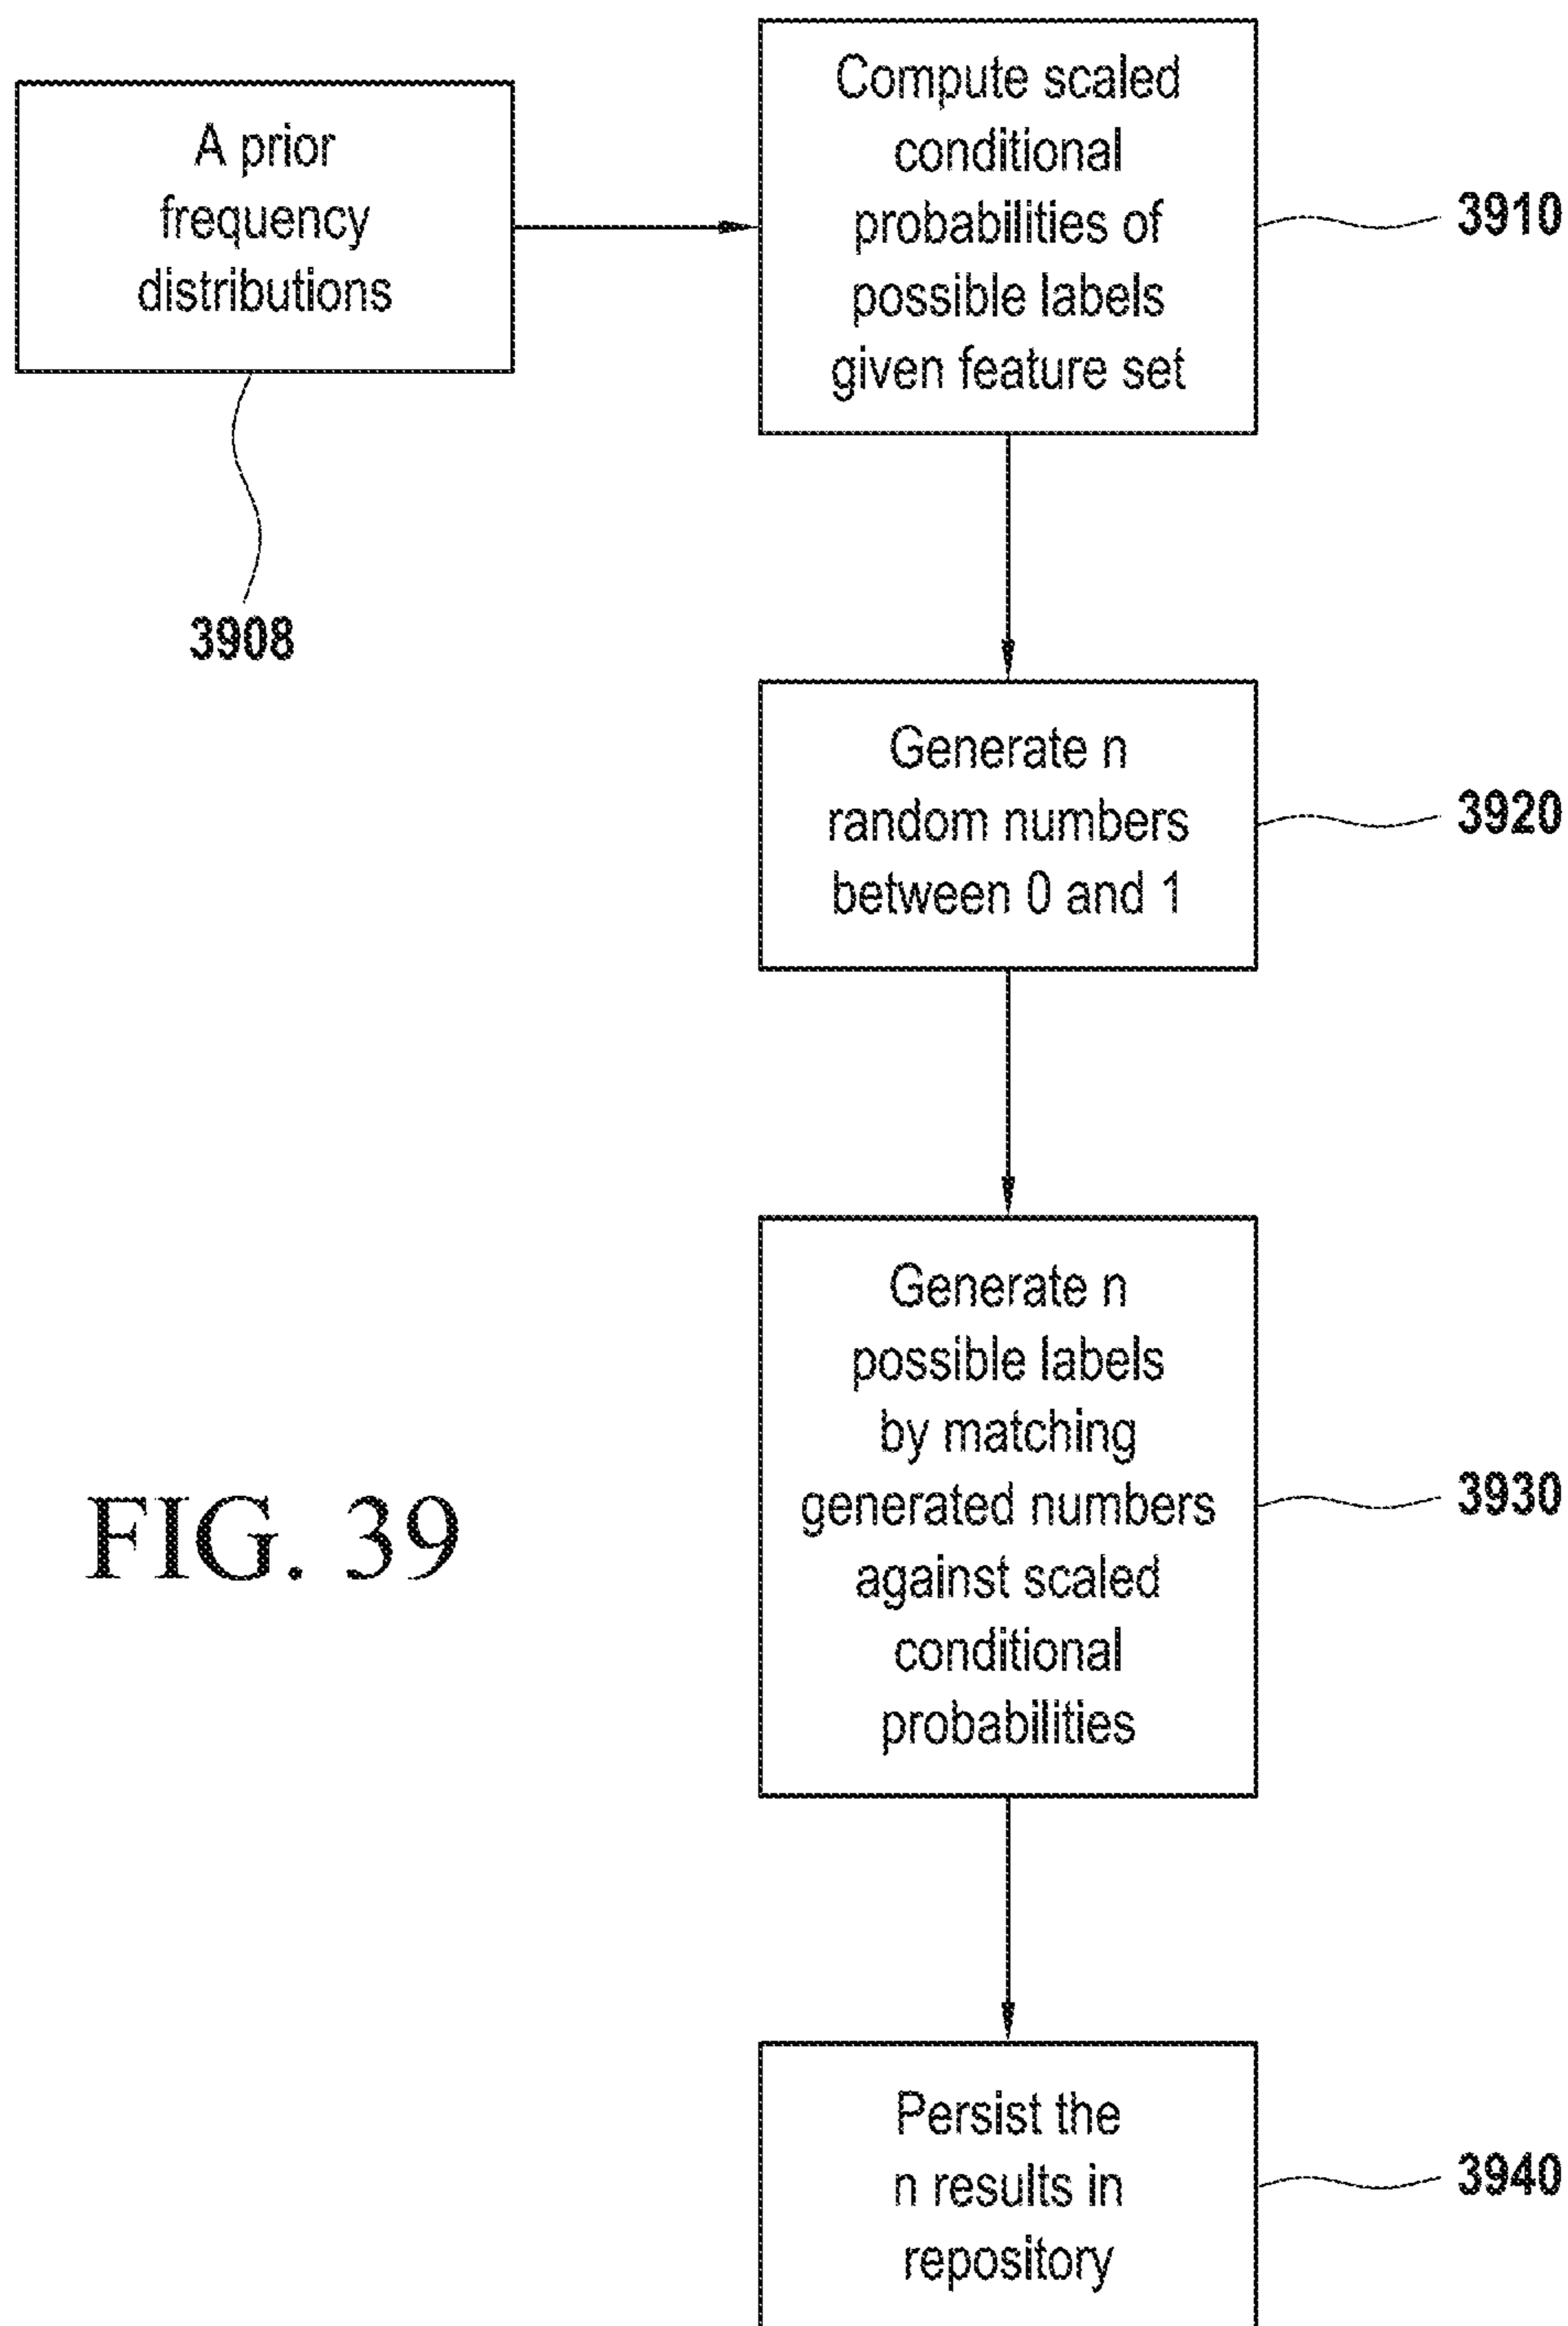 A prior
frequency
distributions
3908
Compute scaled
conditional
probabilities of
possible labels
given feature set
3910
Generate n
random numbers
between 0 and 1
3920
Generate n
possible labels
by matching
generated numbers
against scaled
conditional
probabilities
3930
FIG. 39
Persist the
n results in
repository
3940